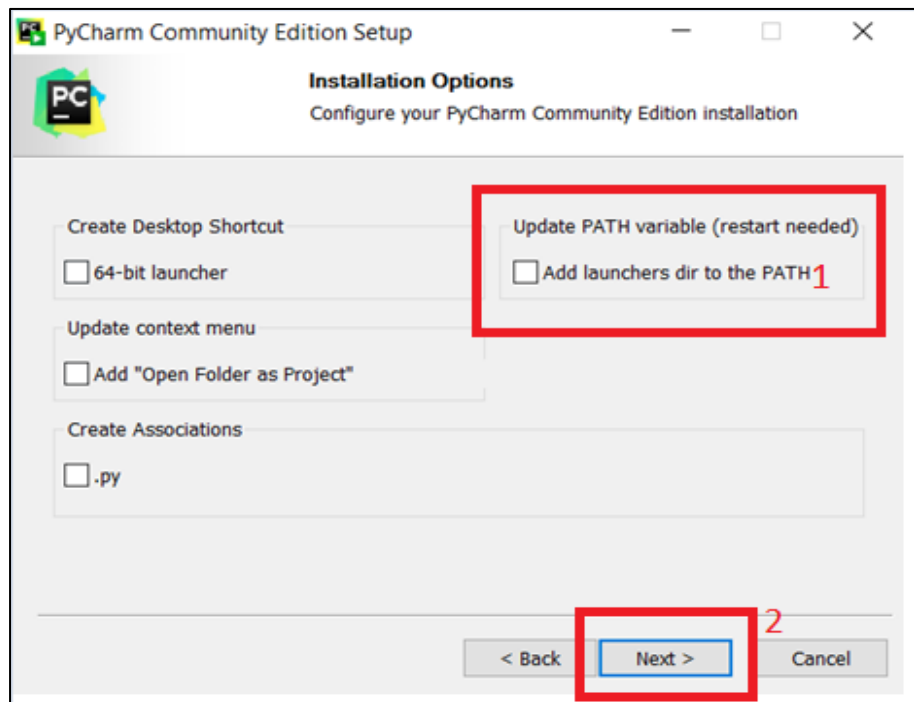 PyCharm Community Edition Setup
PC
Installation Options
Configure your PyCharm Community Edition installation
Create Desktop Shortcut
64-bit launcher
Update PATH variable (restart needed)
Add launchers dir to the PATH 1
Update context menu
Add "Open Folder as Project"
Create Associations
.py
2
< Back
Next >
Cancel